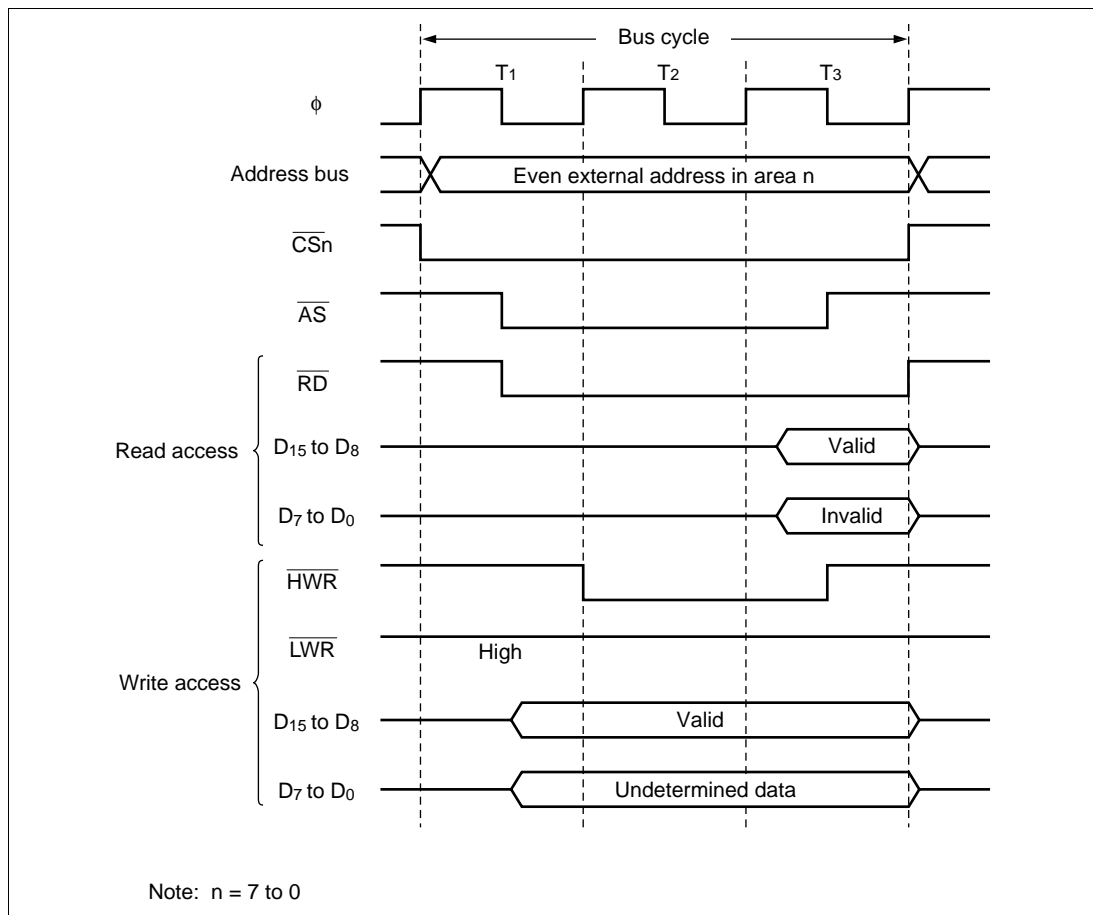 Bus cycle
T1 T2 T3
ϕ
Address bus Even external address in area n
CSn
AS
RD
Read access
D15 to D8 Valid
D7 to D0 Invalid
HWR
LWR High
Write access
D15 to D8 Valid
D7 to D0 Undetermined data
Note: n = 7 to 0